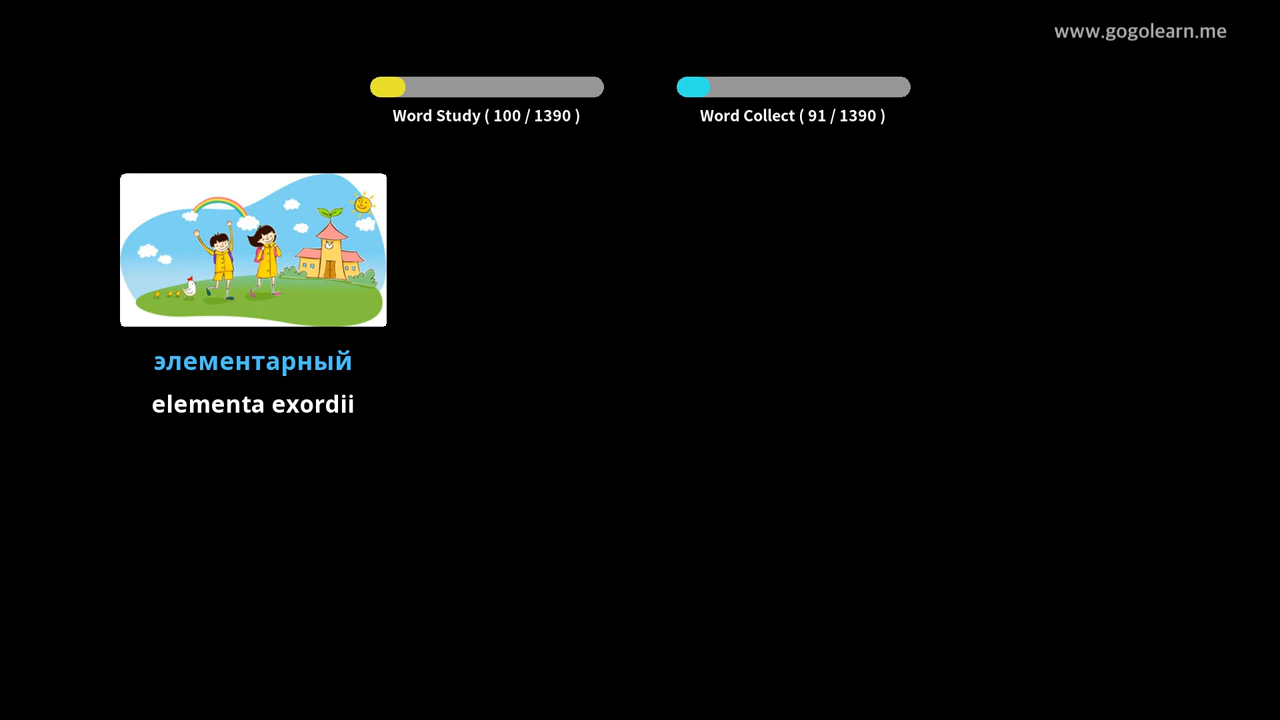 www.gogolearn.me
Word Study ( 100 / 1390 )
Word Collect ( 91 / 1390 )
элементарный
elementa exordii